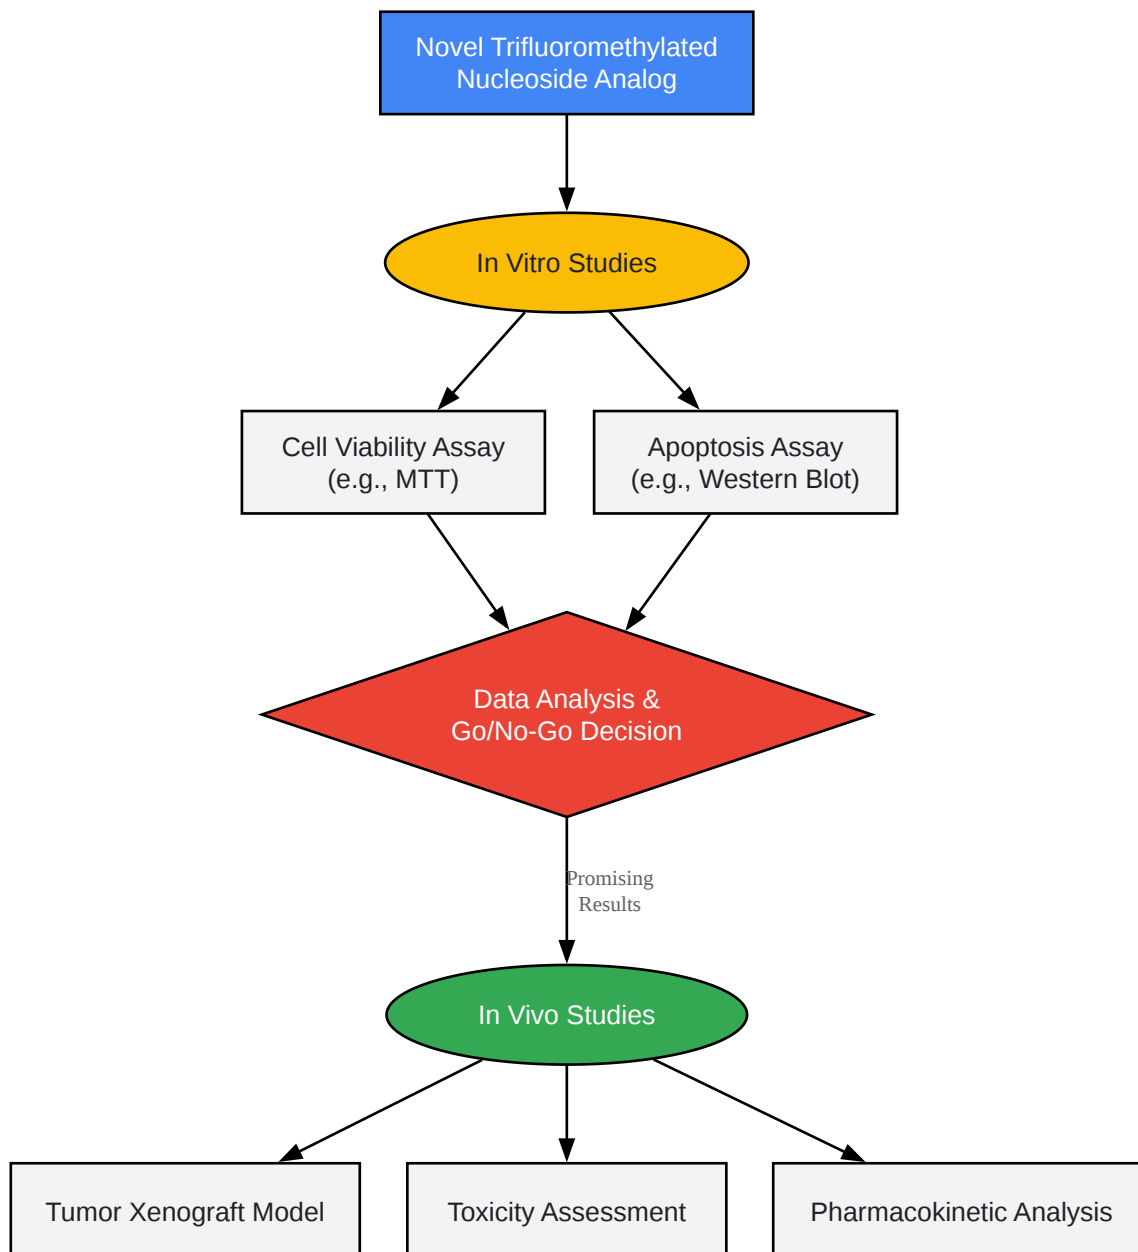 Novel Trifluoromethylated
Nucleoside Analog
In Vitro Studies
Cell Viability Assay
(e.g., MTT)
Apoptosis Assay
(e.g., Western Blot)
Data Analysis &
Go/No-Go Decision
Promising
Results
In Vivo Studies
Tumor Xenograft Model
Toxicity Assessment
Pharmacokinetic Analysis